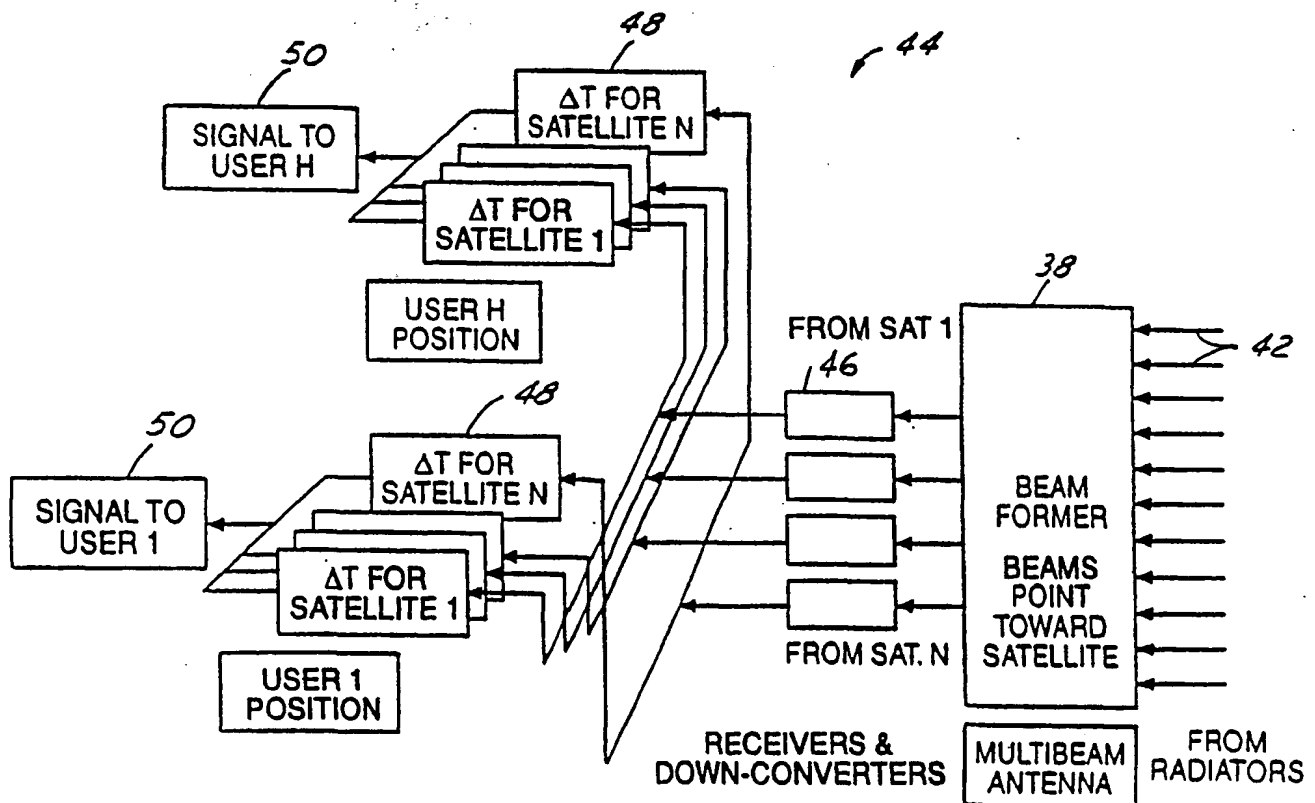 48
44
50
ΔT FOR
SATELLITE N
SIGNAL TO
USER H
ΔT FOR
SATELLITE 1
USER H
POSITION
38
FROM SAT 1
42
46
48
50
ΔT FOR
SATELLITE N
SIGNAL TO
USER 1
BEAM
FORMER
BEAMS
POINT
TOWARD
SATELLITE
ΔT FOR
SATELLITE 1
FROM SAT. N
USER 1
POSITION
RECEIVERS &
DOWN-CONVERTERS
MULTIBEAM
ANTENNA
FROM
RADIATORS